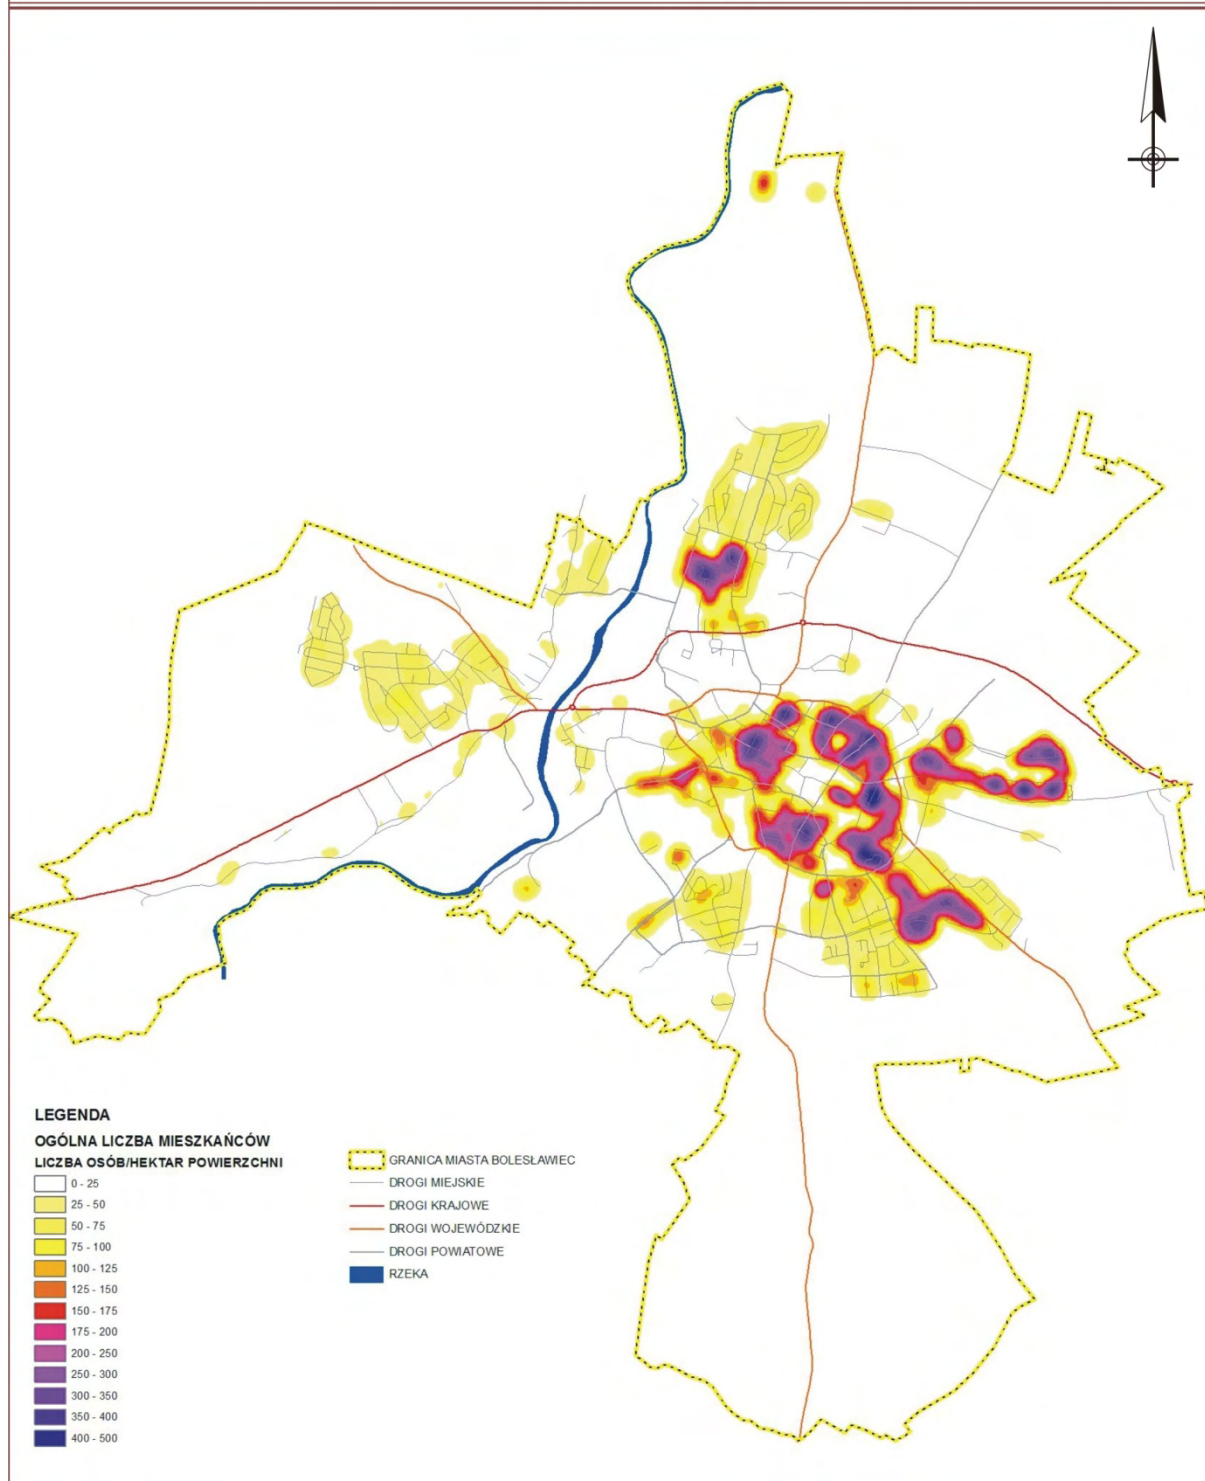 LEGENDA
OGÓLNA LICZBA MIESZKAŃCÓW
LICZBA OSÓB/HEKTAR POWIERZCHNI
0 - 25
25 - 50
50 - 75
75 - 100
100 - 125
125 - 150
150 - 175
175 - 200
200 - 250
250 - 300
300 - 350
350 - 400
400 - 500
GRANICA MIASTA BOLESŁAWIEC
DROGI MIEJSKIE
DROGI KRAJOWE
DROGI WOJEWÓDZKIE
DROGI POWIATOWE
RZEKA